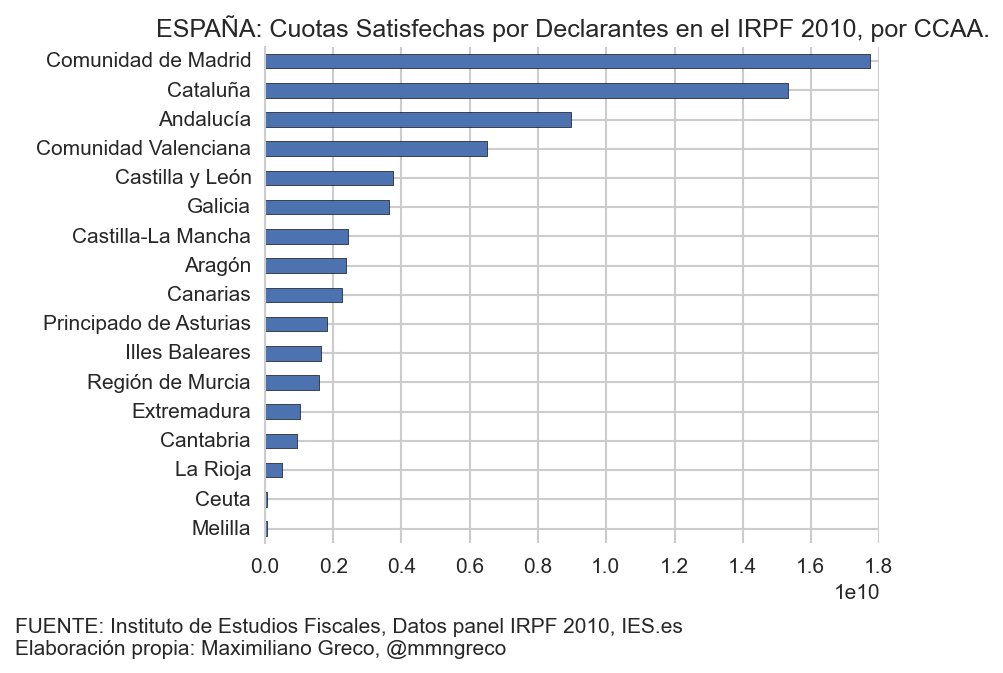 ESPAÑA: Cuotas Satisfechas por Declarantes en el IRPF 2010, por CCAA.
Comunidad de Madrid
Cataluña
Andalucía
Comunidad Valenciana
Castilla y León
Galicia
Castilla-La Mancha
Aragón
Canarias
Principado de Asturias
Illes Baleares
Región de Murcia
Extremadura
Cantabria
La Rioja
Ceuta
Melilla
0.0 0.2 0.4 0.6 0.8 1.0 1.2 1.4 1.6 1.8
1e10
FUENTE: Instituto de Estudios Fiscales, Datos panel IRPF 2010, IES.es
Elaboración propia: Maximiliano Greco, @mmngreco